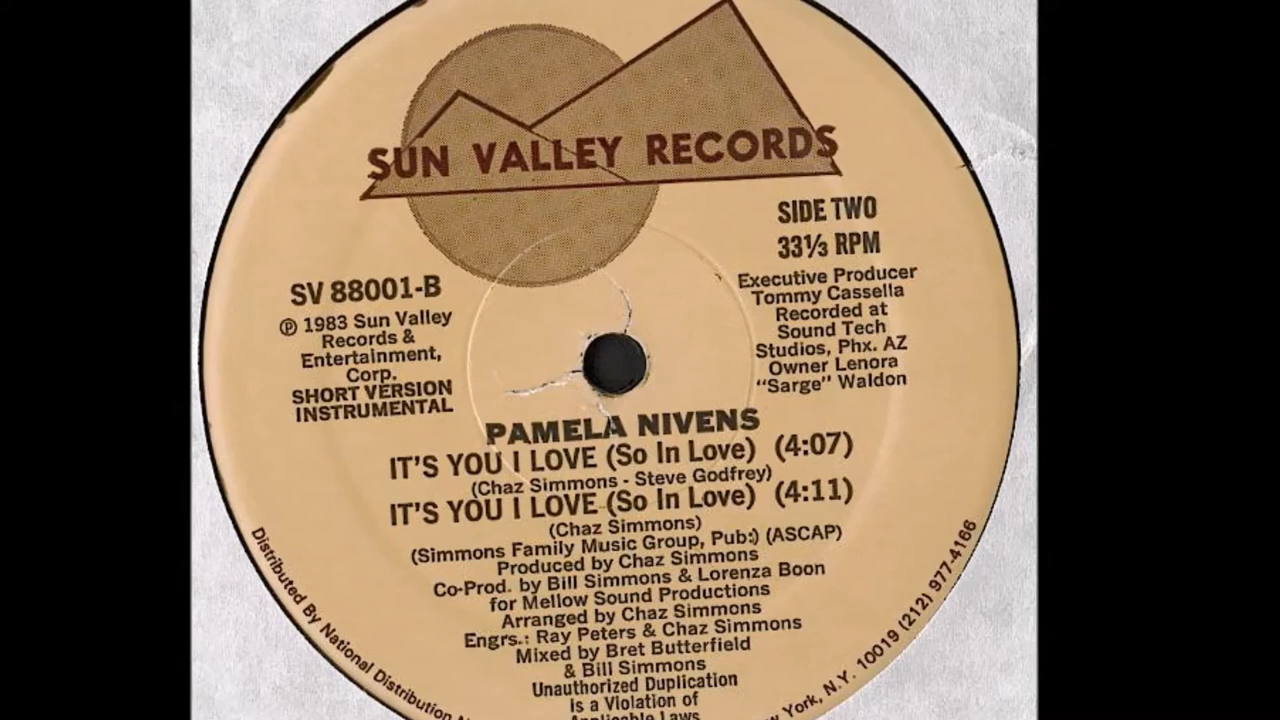 SUN VALLEY RECORDS
SIDE TWO
33⅓ RPM
Executive Producer
Tommy Cassella
Recorded at
Sound Tech
Studios, Phx. AZ
Owner Lenora
"Sarge" Waldon
SV 88001-B
℗ 1983 Sun Valley
Records &
Entertainment,
Corp.
SHORT VERSION
INSTRUMENTAL
PAMELA NIVENS
IT'S YOU I LOVE (So In Love) (4:07)
(Chaz Simmons - Steve Godfrey)
IT'S YOU I LOVE (So In Love) (4:11)
(Chaz Simmons)
(Simmons Family Music Group, Pub:) (ASCAP)
Produced by Chaz Simmons
Co-Prod. by Bill Simmons & Lorenza Boon
for Mellow Sound Productions
Arranged by Chaz Simmons
Engrs.: Ray Peters & Chaz Simmons
Mixed by Bret Butterfield
& Bill Simmons
Unauthorized Duplication
is a Violation of
Applicable Laws
Distributed By National Distribution
York, N.Y. 10019 (212) 977-4166